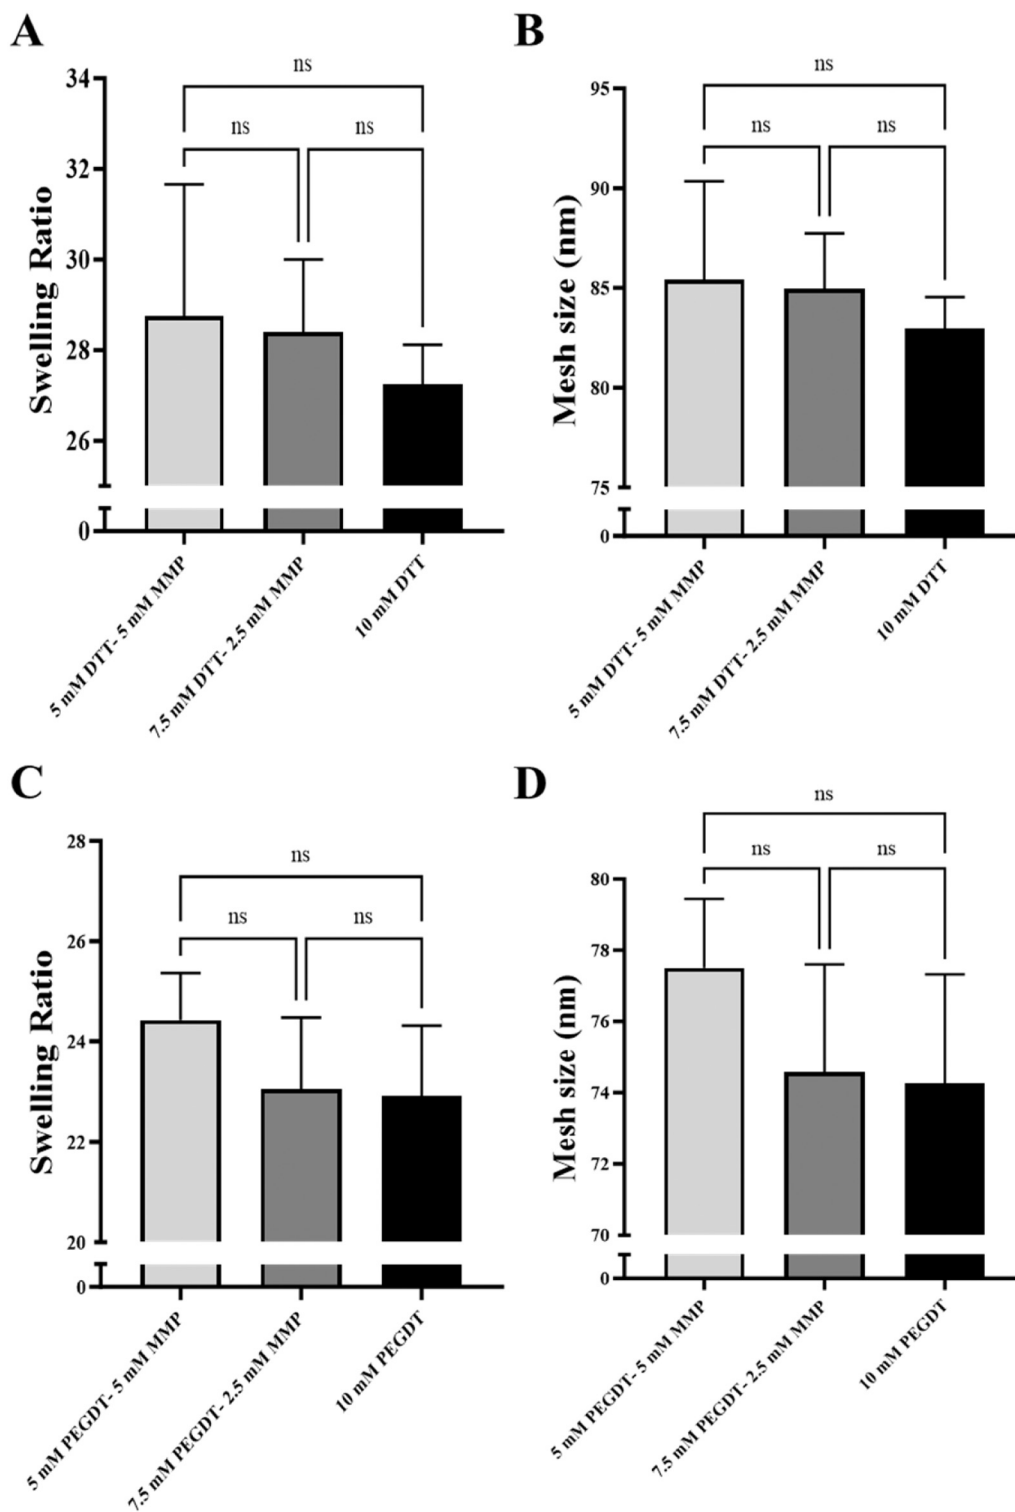 A
Swelling Ratio
34
32
30
28
26
0
ns
ns
ns
5 mM DTT- 5 mM MMP
7.5 mM DTT- 2.5 mM MMP
10 mM DTT
B
Mesh size (nm)
95
90
85
80
75
0
ns
ns
ns
5 mM DTT- 5 mM MMP
7.5 mM DTT- 2.5 mM MMP
10 mM DTT
C
Swelling Ratio
28
26
24
22
20
0
ns
ns
ns
5 mM PEGDT- 5 mM MMP
7.5 mM PEGDT- 2.5 mM MMP
10 mM PEGDT
D
Mesh size (nm)
80
78
76
74
72
70
0
ns
ns
ns
5 mM PEGDT- 5 mM MMP
7.5 mM PEGDT- 2.5 mM MMP
10 mM PEGDT